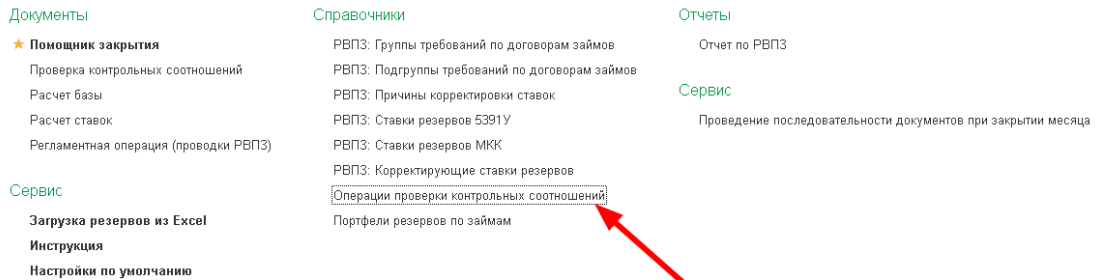 Документы
Помощник закрытия
Проверка контрольных соотношений
Расчет базы
Расчет ставок
Регламентная операция (проводки РВПЗ)
Сервис
Загрузка резервов из Excel
Инструкция
Настройки по умолчанию
Справочники
РВПЗ: Группы требований по договорам займов
РВПЗ: Подгруппы требований по договорам займов
РВПЗ: Причины корректировки ставок
РВПЗ: Ставки резервов 5391У
РВПЗ: Ставки резервов МКК
РВПЗ: Корректирующие ставки резервов
Операции проверки контрольных соотношений
Портфели резервов по займам
Отчеты
Отчет по РВПЗ
Сервис
Проведение последовательности документов при закрытии месяца